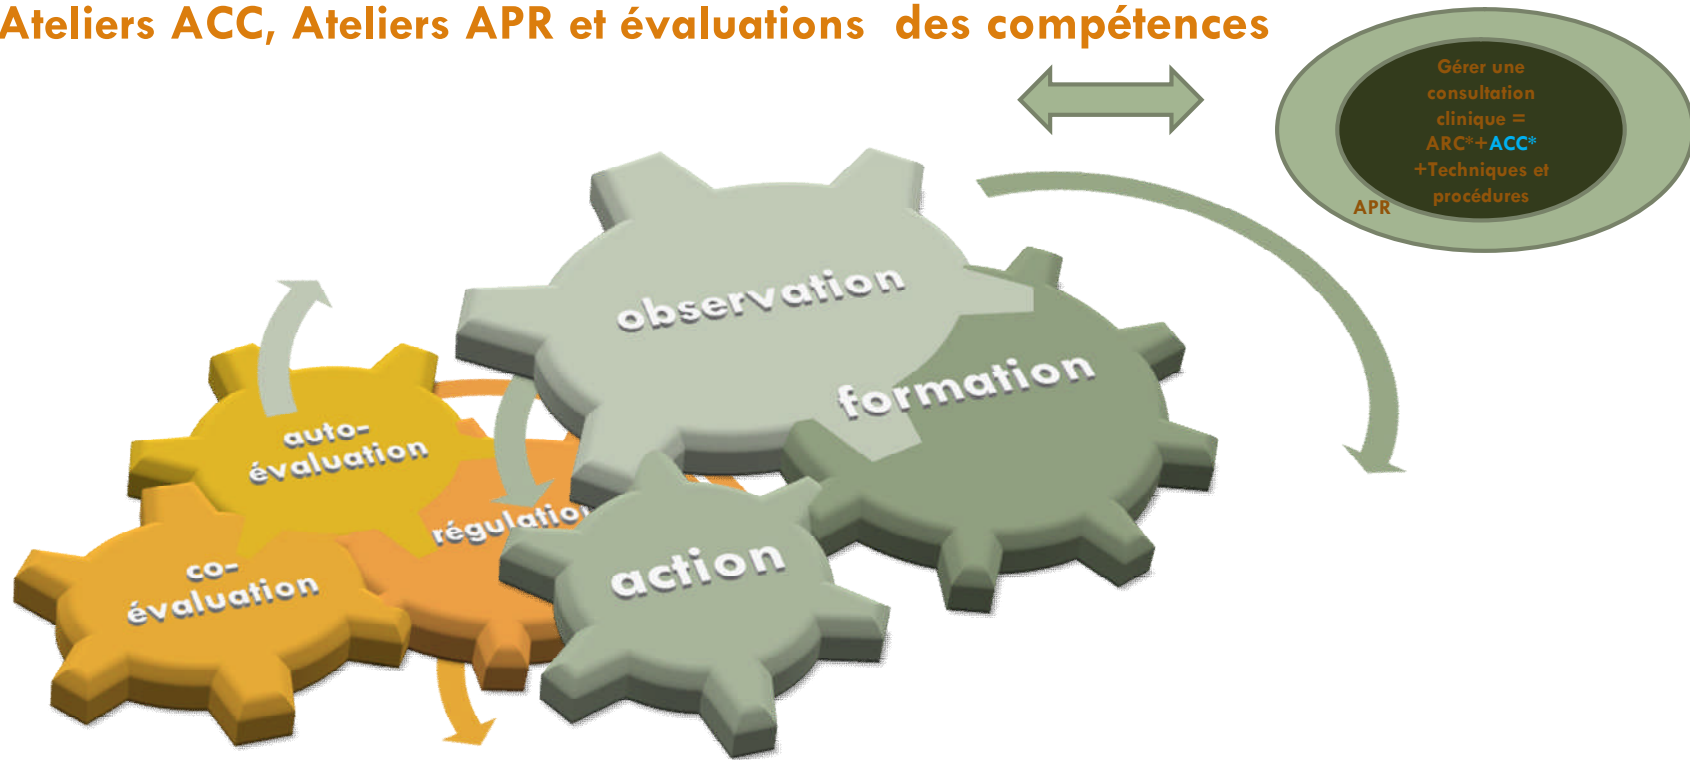 Ateliers ACC, Ateliers APR et évaluations des compétences
Gérer une
consultation
clinique =
ARC*+ACC*
+Techniques et
procédures
APR
observation
formation
auto-
évaluation
régulation
co-
évaluation
action